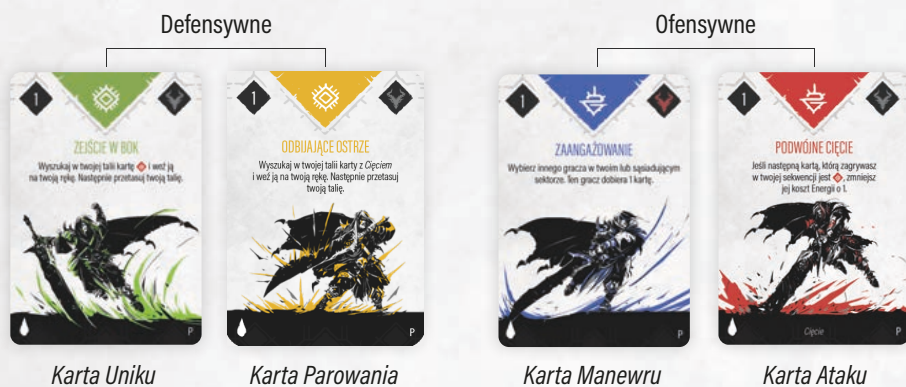 Defensywne
Ofensywne
1
ZEJŚCIE W BOK
Wyszukaj w twojej talii kartę i weź ją
na twoją rękę. Następnie przetasuj twoją talię.
P
1
ODBIJAJĄCE OSTRZE
Wyszukaj w twojej talii karty z Cięciem
i weź ją na twoją rękę. Następnie przetasuj
twoją talię.
P
1
ZAANGAŻOWANIE
Wybierz innego gracza w twoim lub sąsiadującym
sektorze. Ten gracz dobiera 1 kartę.
P
1
PODWÓJNE CIĘCIE
Jeśli następną kartą, którą zagrywasz
w twojej sekwencji jest , zmniejsz
jej koszt Energii o 1.
Cięcie
P
Karta Uniku
Karta Parowania
Karta Manewru
Karta Ataku